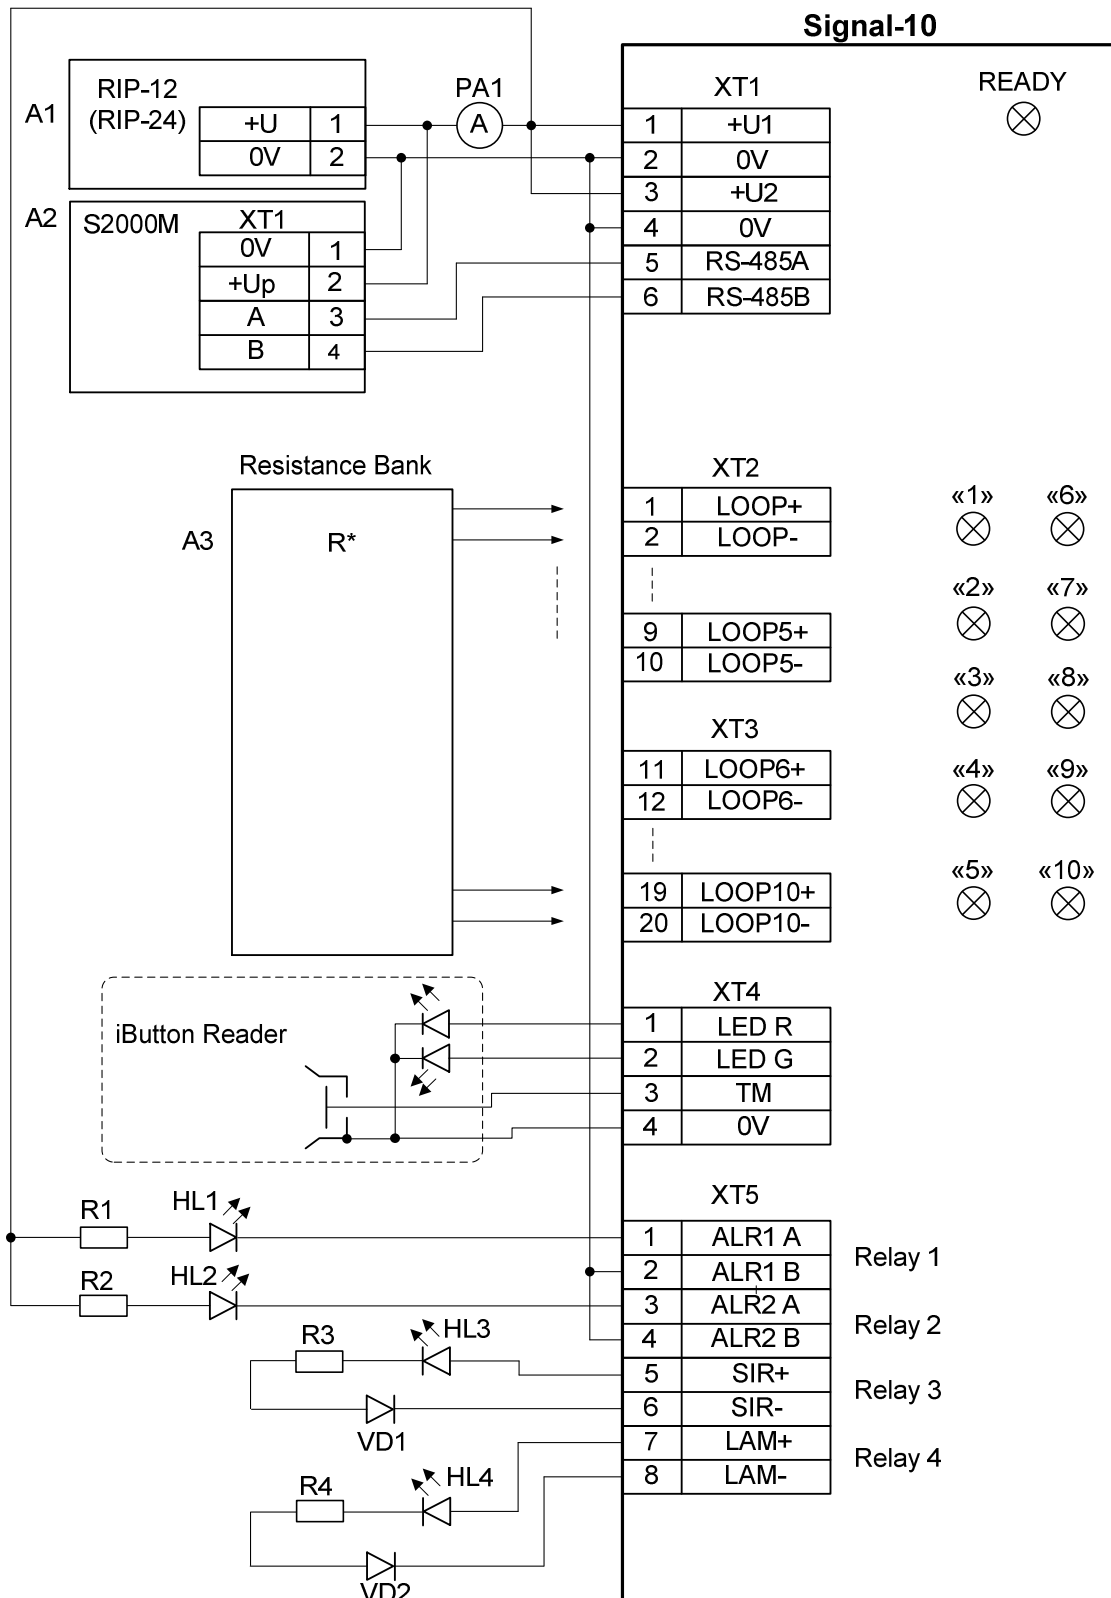 Signal-10
A1
RIP-12
(RIP-24)
+U 1
0V 2
PA1
A
A2
S2000M
XT1
0V 1
+Up 2
A 3
B 4
XT1
1 +U1
2 0V
3 +U2
4 0V
5 RS-485A
6 RS-485B
READY
Resistance Bank
A3
R*
XT2
1 LOOP+
2 LOOP-
9 LOOP5+
10 LOOP5-
XT3
11 LOOP6+
12 LOOP6-
19 LOOP10+
20 LOOP10-
«1» «6»
«2» «7»
«3» «8»
«4» «9»
«5» «10»
iButton Reader
XT4
1 LED R
2 LED G
3 TM
4 0V
R1
HL1
R2
HL2
R3
HL3
VD1
R4
HL4
VD2
XT5
1 ALR1 A
2 ALR1 B
3 ALR2 A
4 ALR2 B
5 SIR+
6 SIR-
7 LAM+
8 LAM-
Relay 1
Relay 2
Relay 3
Relay 4